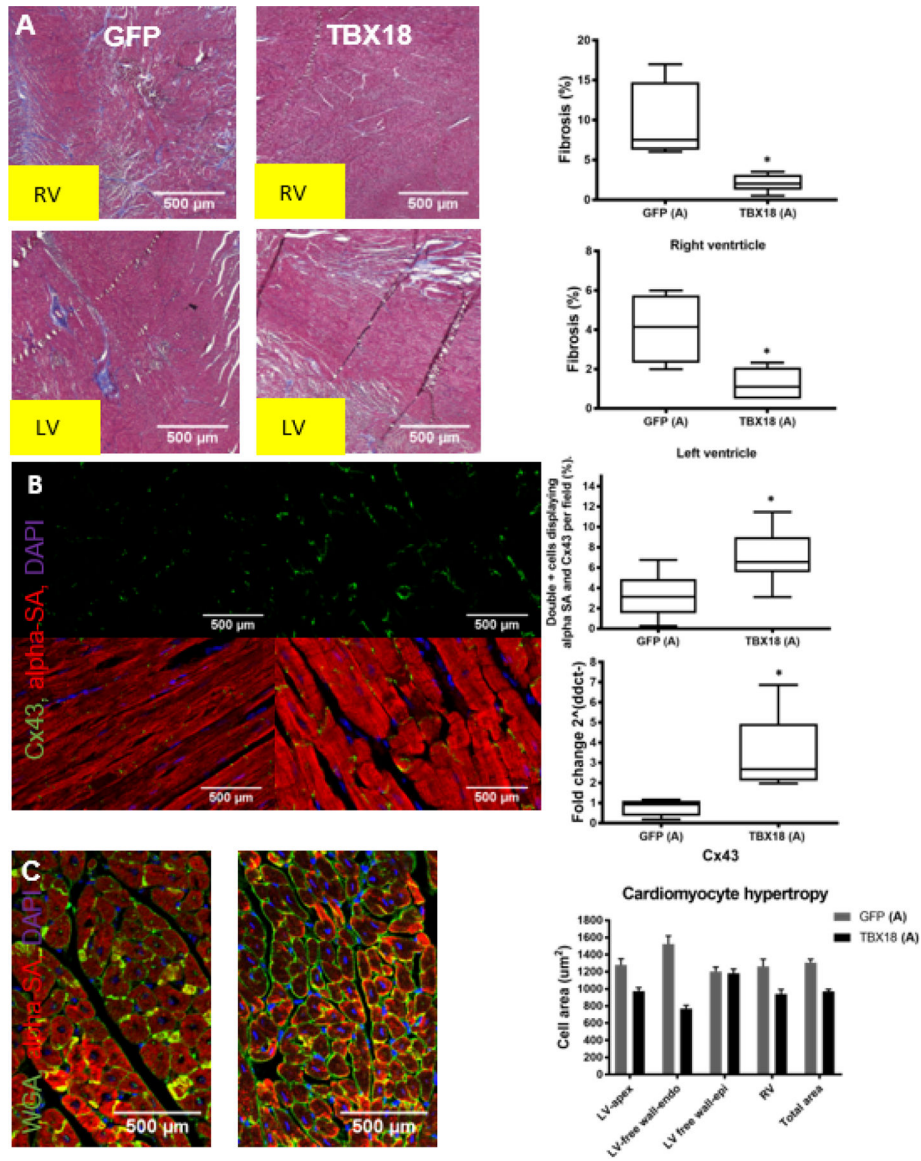 A
GFP
TBX18
RV
500 µm
RV
500 µm
LV
500 µm
LV
500 µm
Fibrosis (%)
20
15
10
5
0
GFP (A)
TBX18 (A)
*
Right ventrticle
Fibrosis (%)
8
6
4
2
0
GFP (A)
TBX18 (A)
*
Left ventricle
B
Cx43, alpha-SA, DAPI
500 µm
500 µm
500 µm
500 µm
Double + cells displaying
alpha SA and Cx43 per field (%).
14
12
10
8
6
4
2
0
GFP (A)
TBX18 (A)
*
Fold change 2^(ddct-)
8
7
6
5
4
3
2
1
0
GFP (A)
TBX18 (A)
*
Cx43
C
WGA, alpha-SA, DAPI
500 µm
500 µm
Cardiomyocyte hypertropy
GFP (A)
TBX18 (A)
Cell area (um²)
1800
1600
1400
1200
1000
800
600
400
200
0
LV-apex
LV-free wall-endo
LV free wall-epi
RV
Total area